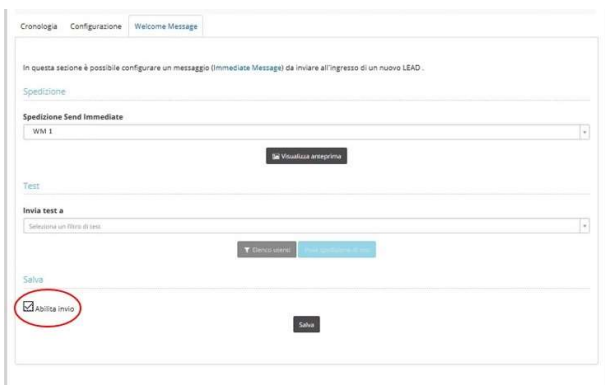 Cronologia Configurazione Welcome Message
In questa sezione è possibile configurare un messaggio (Immediate Message) da inviare all'ingresso di un nuovo LEAD .
Spedizione
Spedizione Send Immediate
WM 1
Visualizza anteprima
Test
Invia test a
Seleziona un filtro di test
Elenco utenti
Salva
Abilita invio
Salva